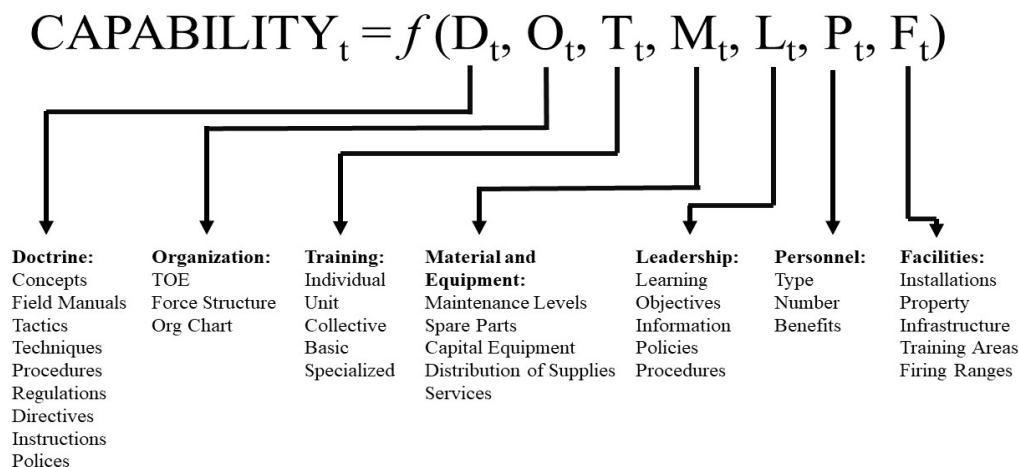 CAPABILITYt = f (Dt, Ot, Tt, Mt, Lt, Pt, Ft)
Doctrine:
Concepts
Field Manuals
Tactics
Techniques
Procedures
Regulations
Directives
Instructions
Polices
Organization:
TOE
Force Structure
Org Chart
Training:
Individual
Unit
Collective
Basic
Specialized
Material and
Equipment:
Maintenance Levels
Spare Parts
Capital Equipment
Distribution of Supplies
Services
Leadership:
Learning
Objectives
Information
Policies
Procedures
Personnel:
Type
Number
Benefits
Facilities:
Installations
Property
Infrastructure
Training Areas
Firing Ranges